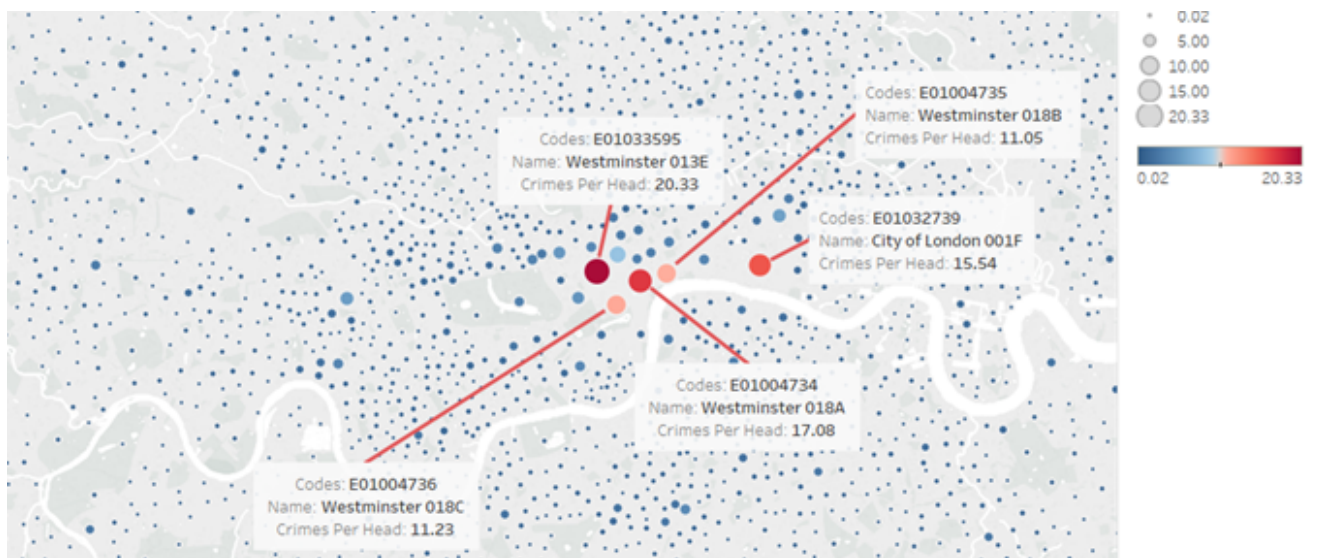 0.02
5.00
10.00
15.00
20.33
0.02
20.33
Codes: E01004735
Name: Westminster 018B
Crimes Per Head: 11.05
Codes: E01033595
Name: Westminster 013E
Crimes Per Head: 20.33
Codes: E01032739
Name: City of London 001F
Crimes Per Head: 15.54
Codes: E01004734
Name: Westminster 018A
Crimes Per Head: 17.08
Codes: E01004736
Name: Westminster 018C
Crimes Per Head: 11.23